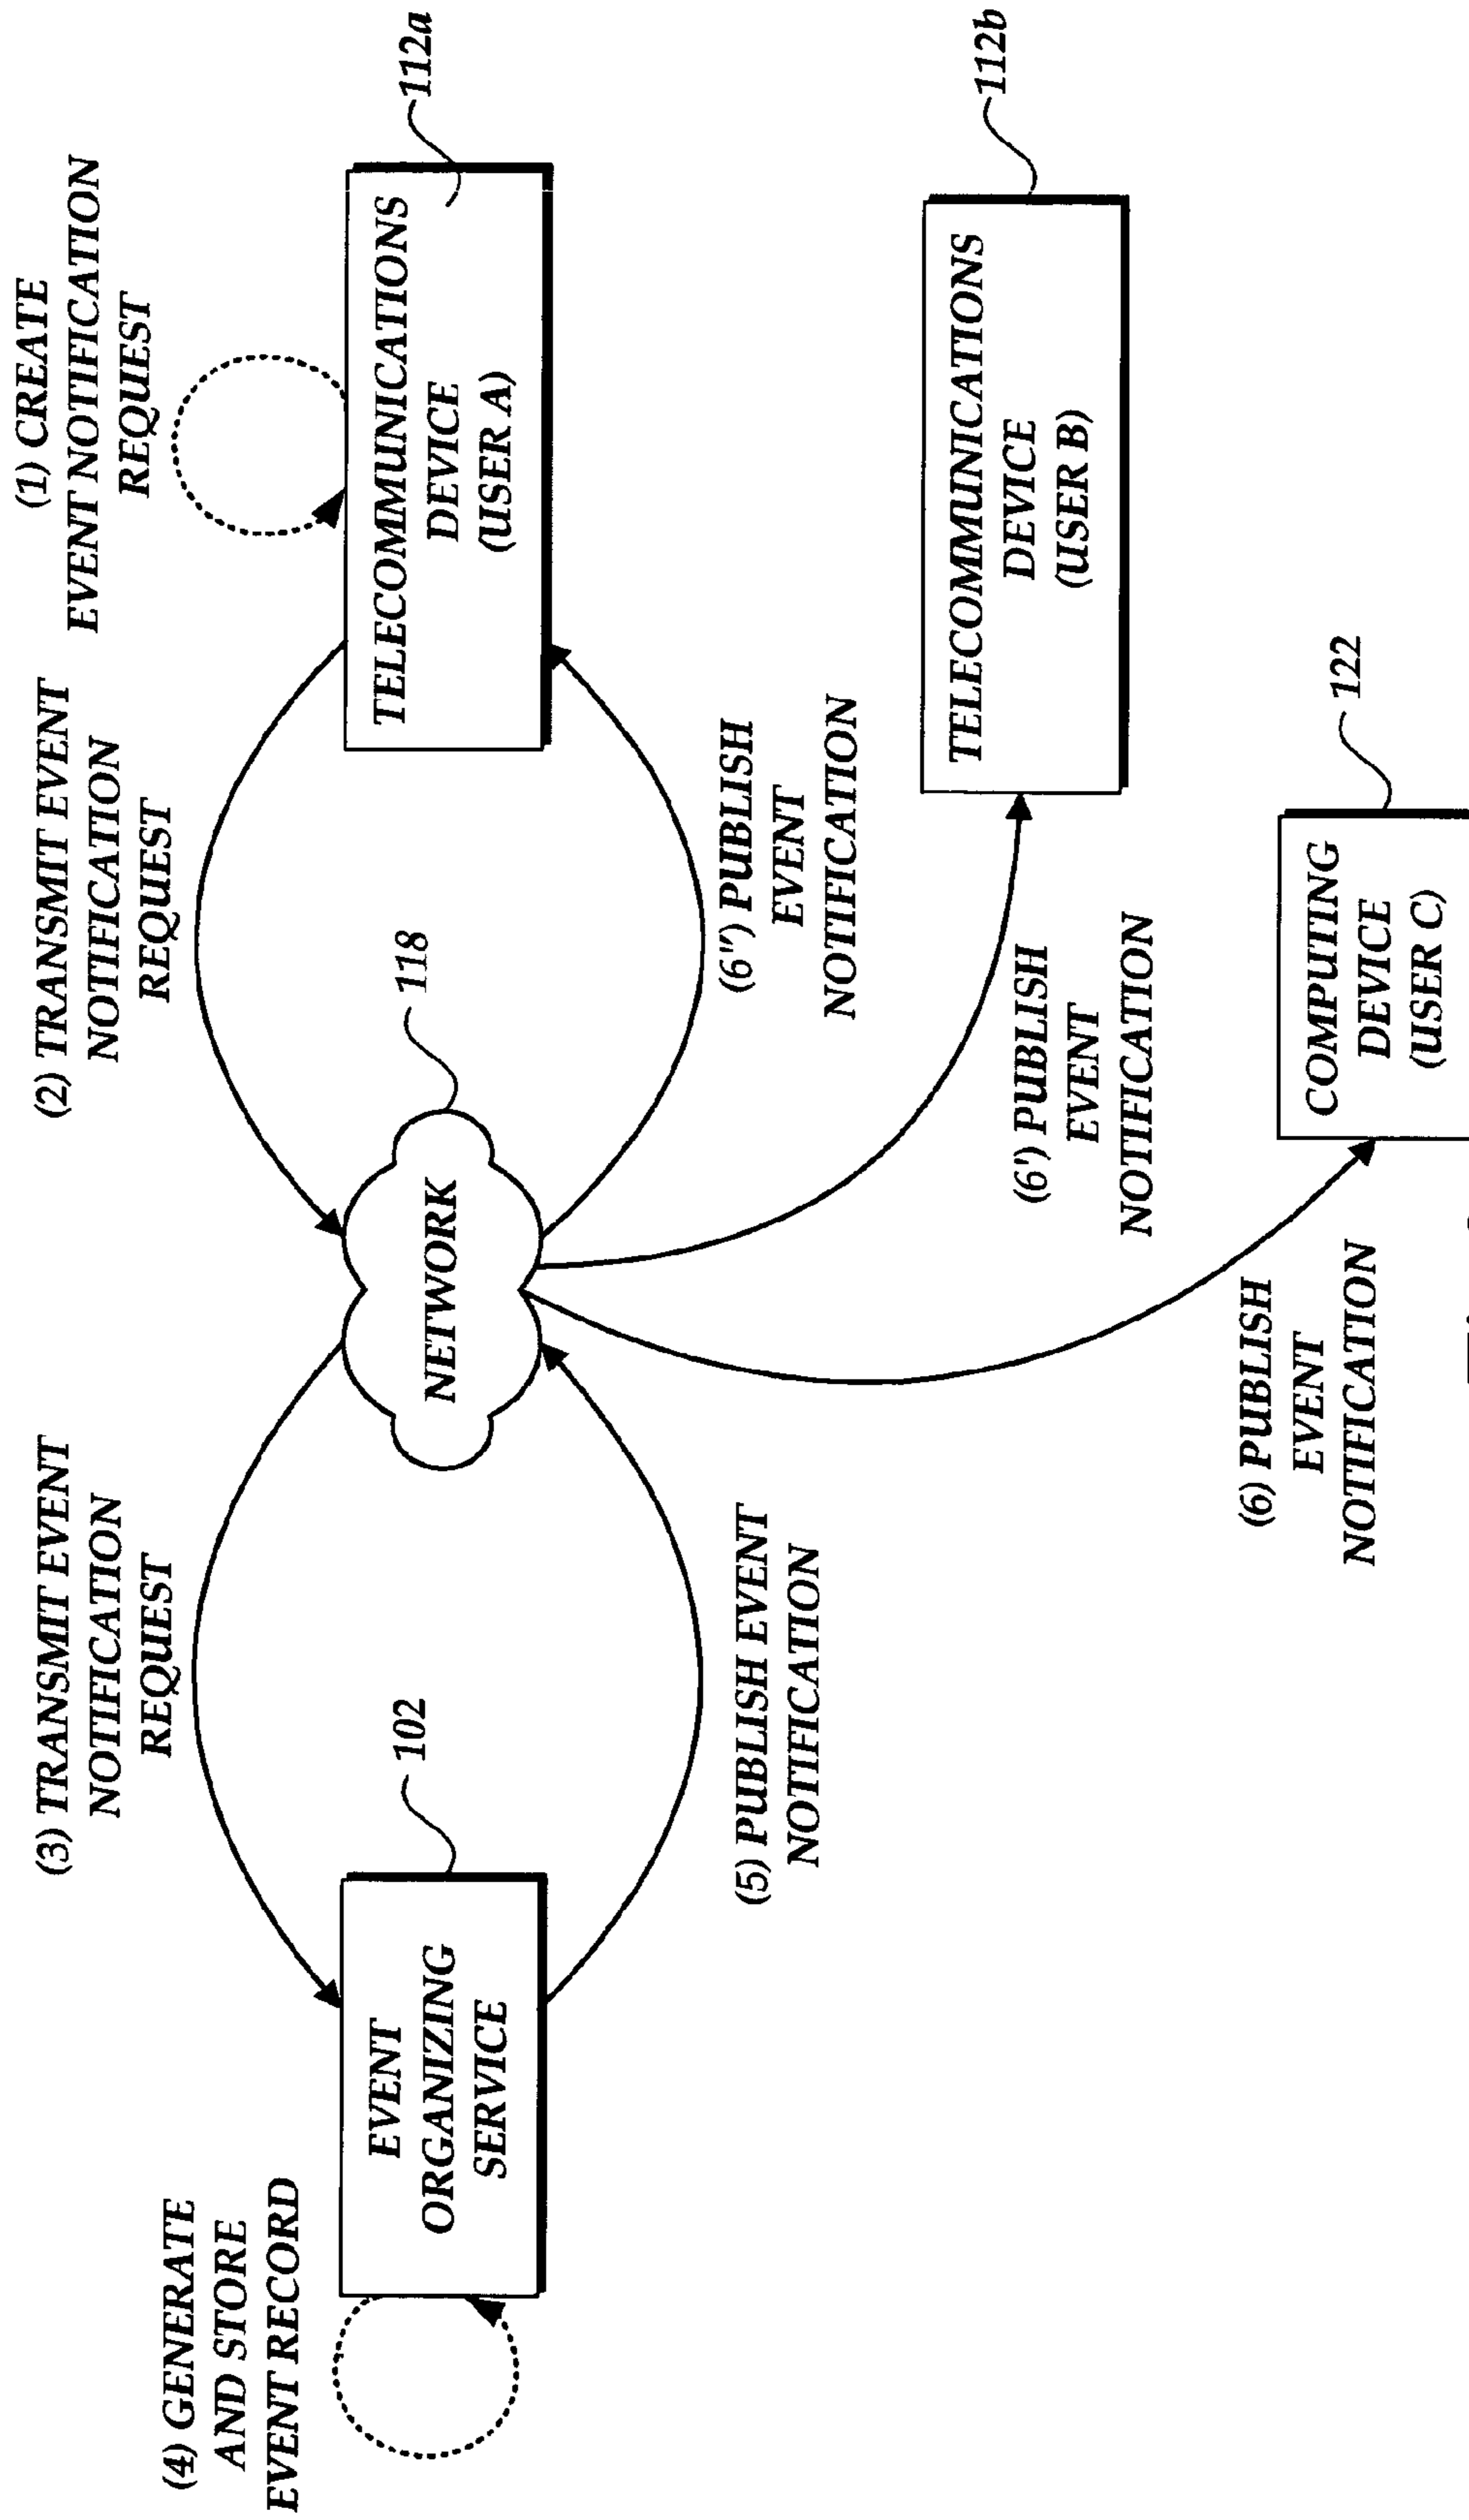 (4) GENERATE
AND STORE
EVENT RECORD
(3) TRANSMIT EVENT
NOTIFICATION
REQUEST
(2) TRANSMIT EVENT
NOTIFICATION
REQUEST
(1) CREATE
EVENT NOTIFICATION
REQUEST
EVENT
ORGANIZING
SERVICE
102
NETWORK
118
TELECOMMUNICATIONS
DEVICE
(USER A)
112a
(5) PUBLISH EVENT
NOTIFICATION
(6") PUBLISH
EVENT
NOTIFICATION
TELECOMMUNICATIONS
DEVICE
(USER B)
112b
(6') PUBLISH
EVENT
NOTIFICATION
(6) PUBLISH
EVENT
NOTIFICATION
COMPUTING
DEVICE
(USER C)
122